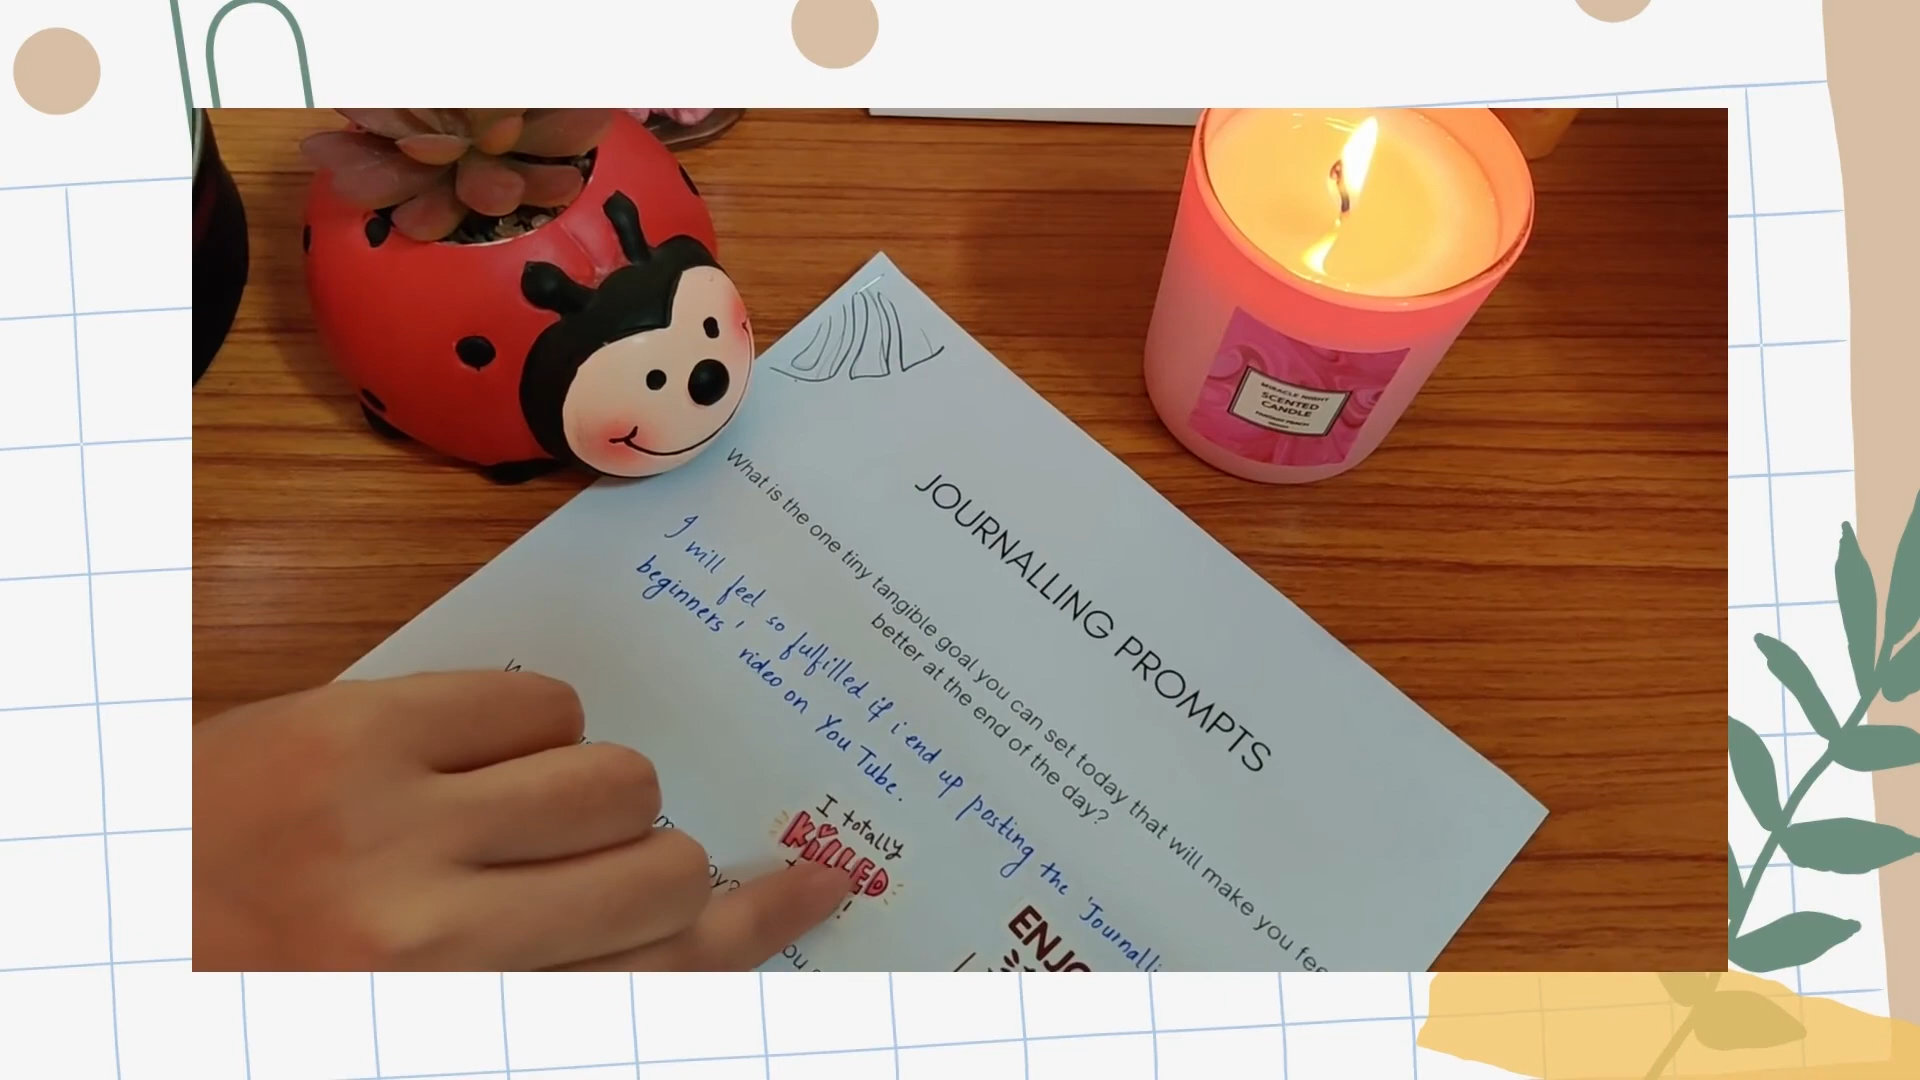 JOURNALLING PROMPTS
What is the one tiny tangible goal you can set today that will make you fee
better at the end of the day?
I will feel so fulfilled if i end up posting the 'Journalli
beginners' video on You Tube.
I totally
KILLED
ENJO
MIRACLE NIGHT
SCENTED
CANDLE